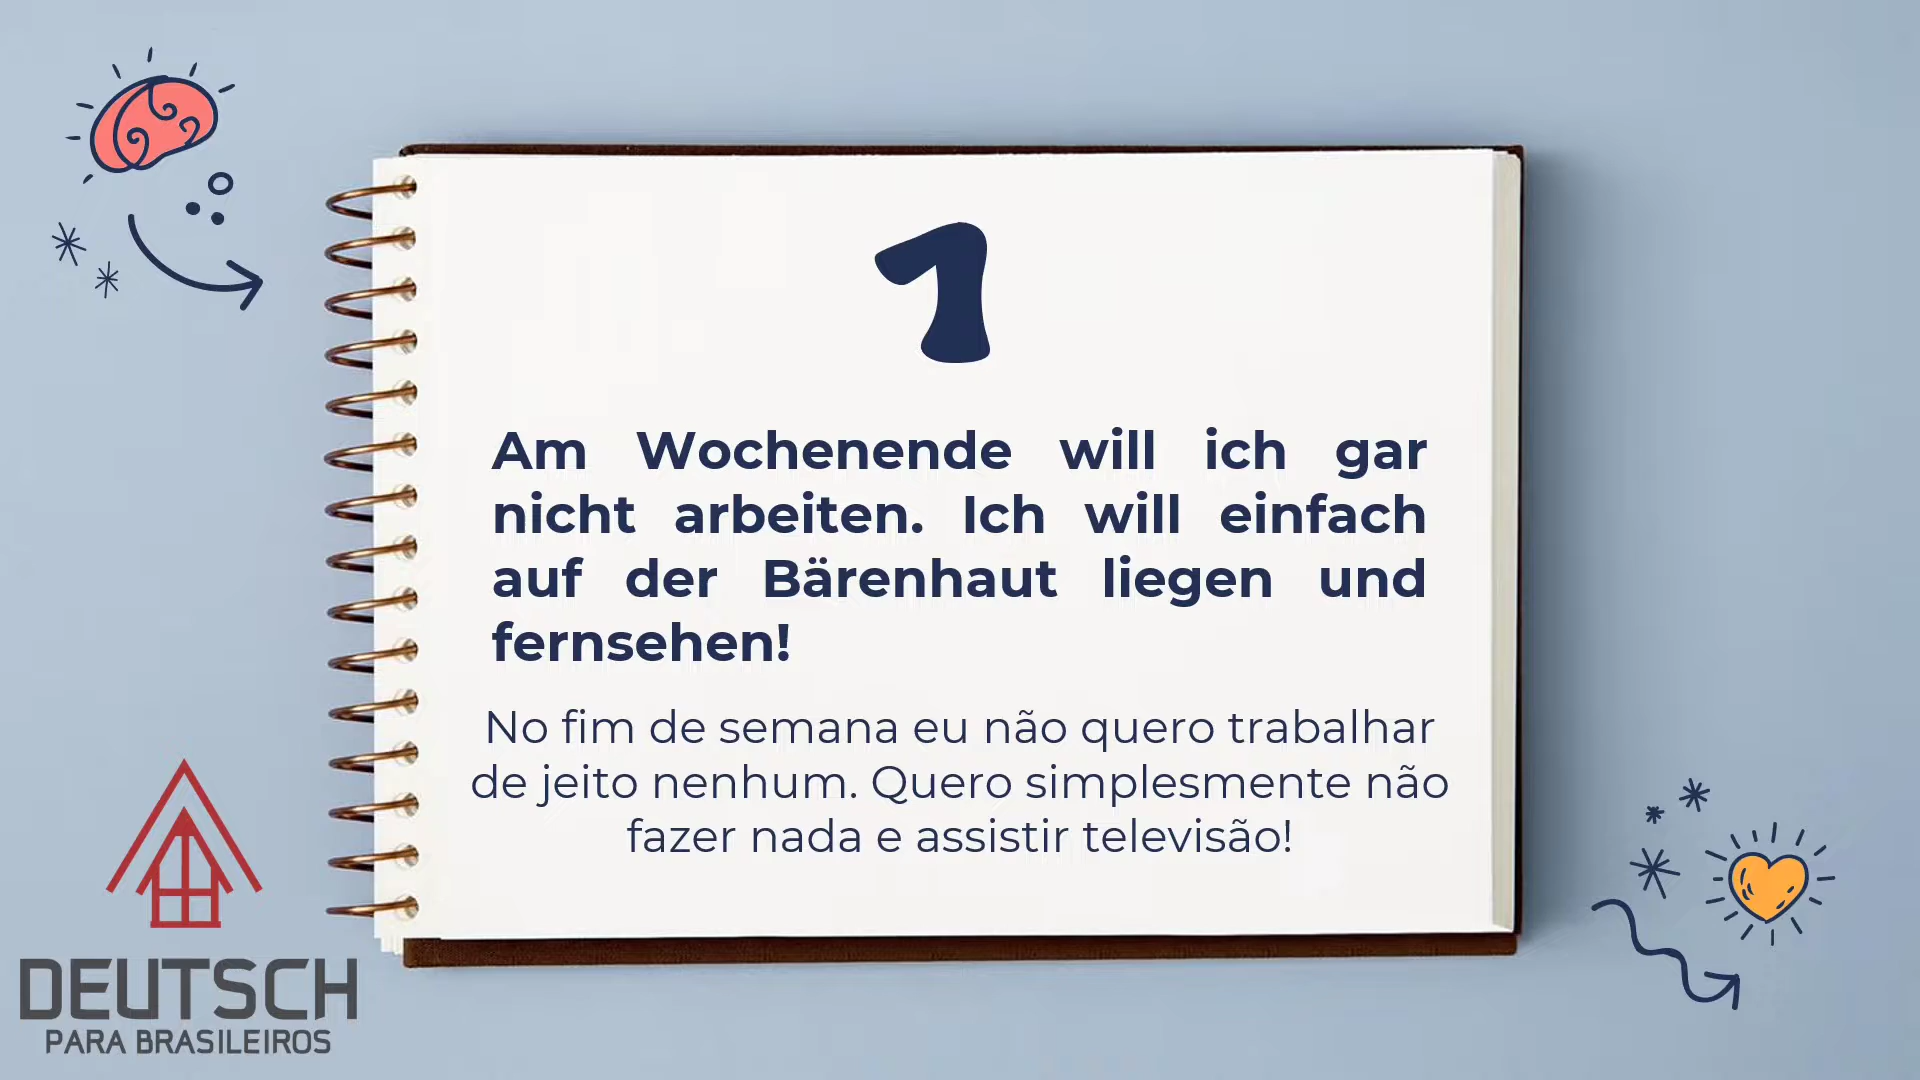 1
Am Wochenende will ich gar
nicht arbeiten. Ich will einfach
auf der Bärenhaut liegen und
fernsehen!
No fim de semana eu não quero trabalhar
de jeito nenhum. Quero simplesmente não
fazer nada e assistir televisão!
DEUTSCH
PARA BRASILEIROS